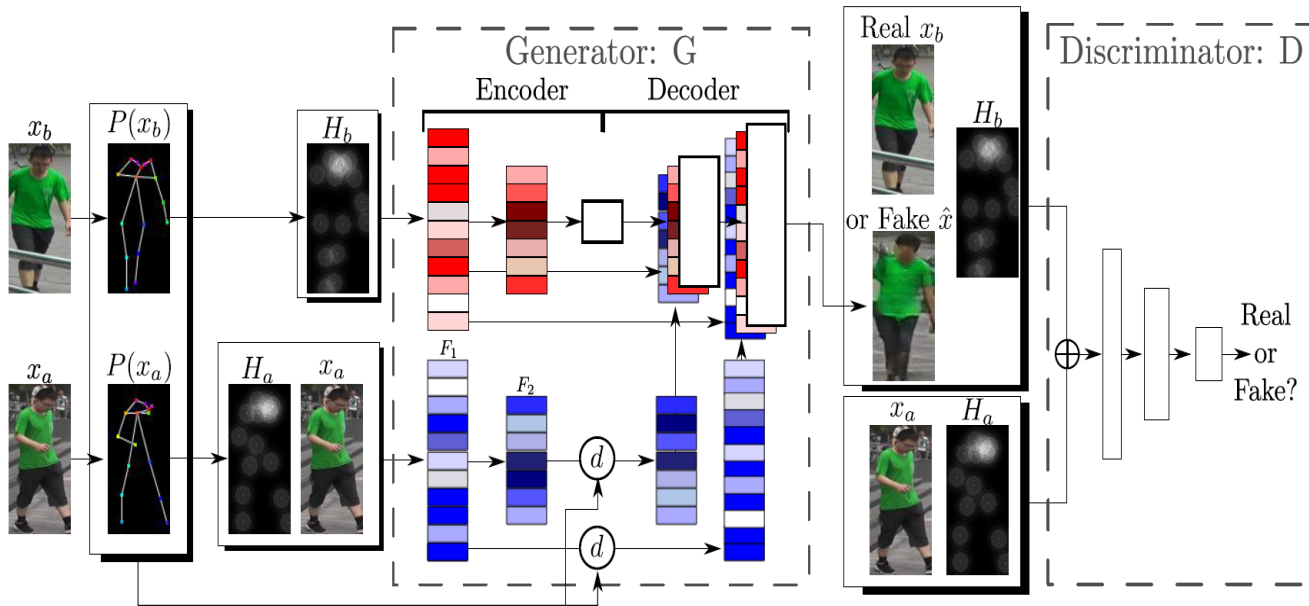 Generator: G
Encoder
Decoder
x_b
P(x_b)
H_b
x_a
P(x_a)
H_a
x_a
F_1
F_2
d
d
Real x_b
H_b
or Fake x̂
x_a
H_a
Discriminator: D
Real
or
Fake?